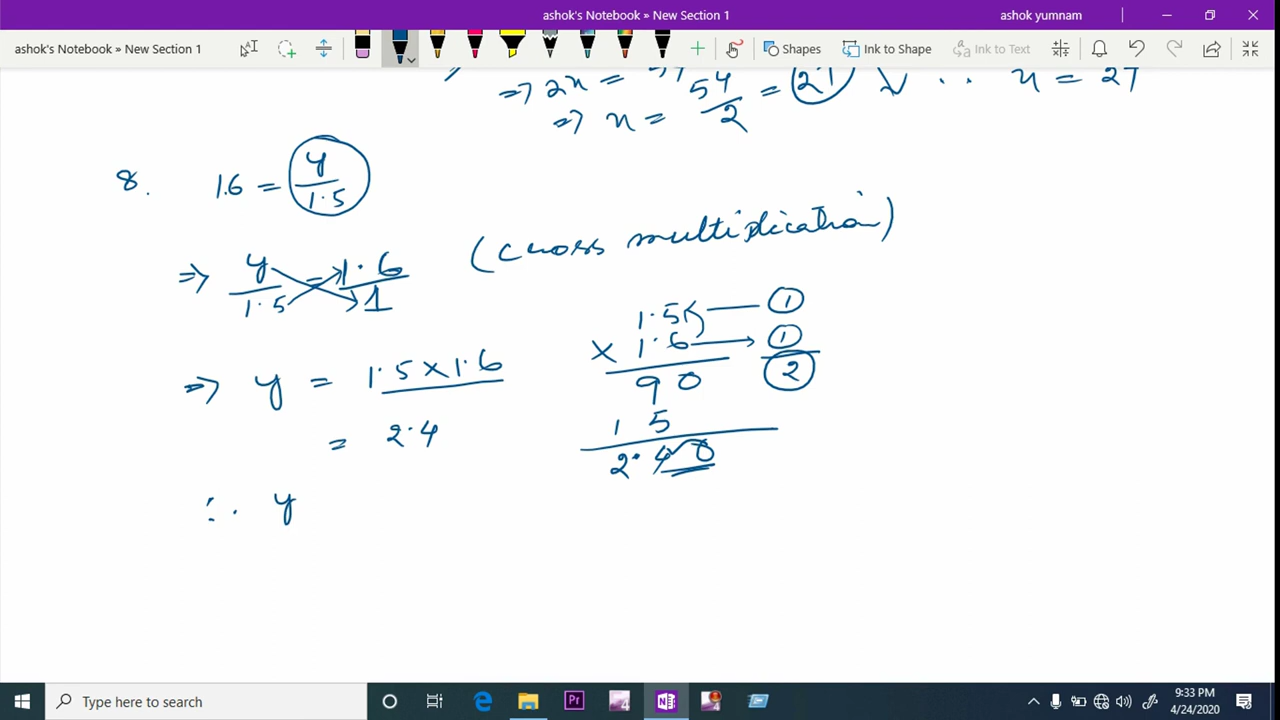 ashok's Notebook » New Section 1
ashok yumnam
ashok's Notebook » New Section 1
Shapes
Ink to Shape
Ink to Text
⇒ 2x =
⇒ x = 54/2 = 27 ∴ x = 27
8. 1.6 = y/1.5
⇒ y/1.5 = 1.6/1 (cross multiplication)
⇒ y = 1.5 × 1.6
= 2.4
∴ y
1.5 — 1
× 1.6 → 1
90 2
15
2.40
Type here to search
9:33 PM
4/24/2020